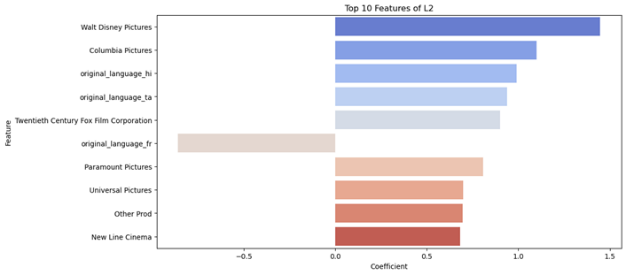 Top 10 Features of L2
Feature
Walt Disney Pictures
Columbia Pictures
original_language_hi
original_language_ta
Twentieth Century Fox Film Corporation
original_language_fr
Paramount Pictures
Universal Pictures
Other Prod
New Line Cinema
−0.5 0.0 0.5 1.0 1.5
Coefficient